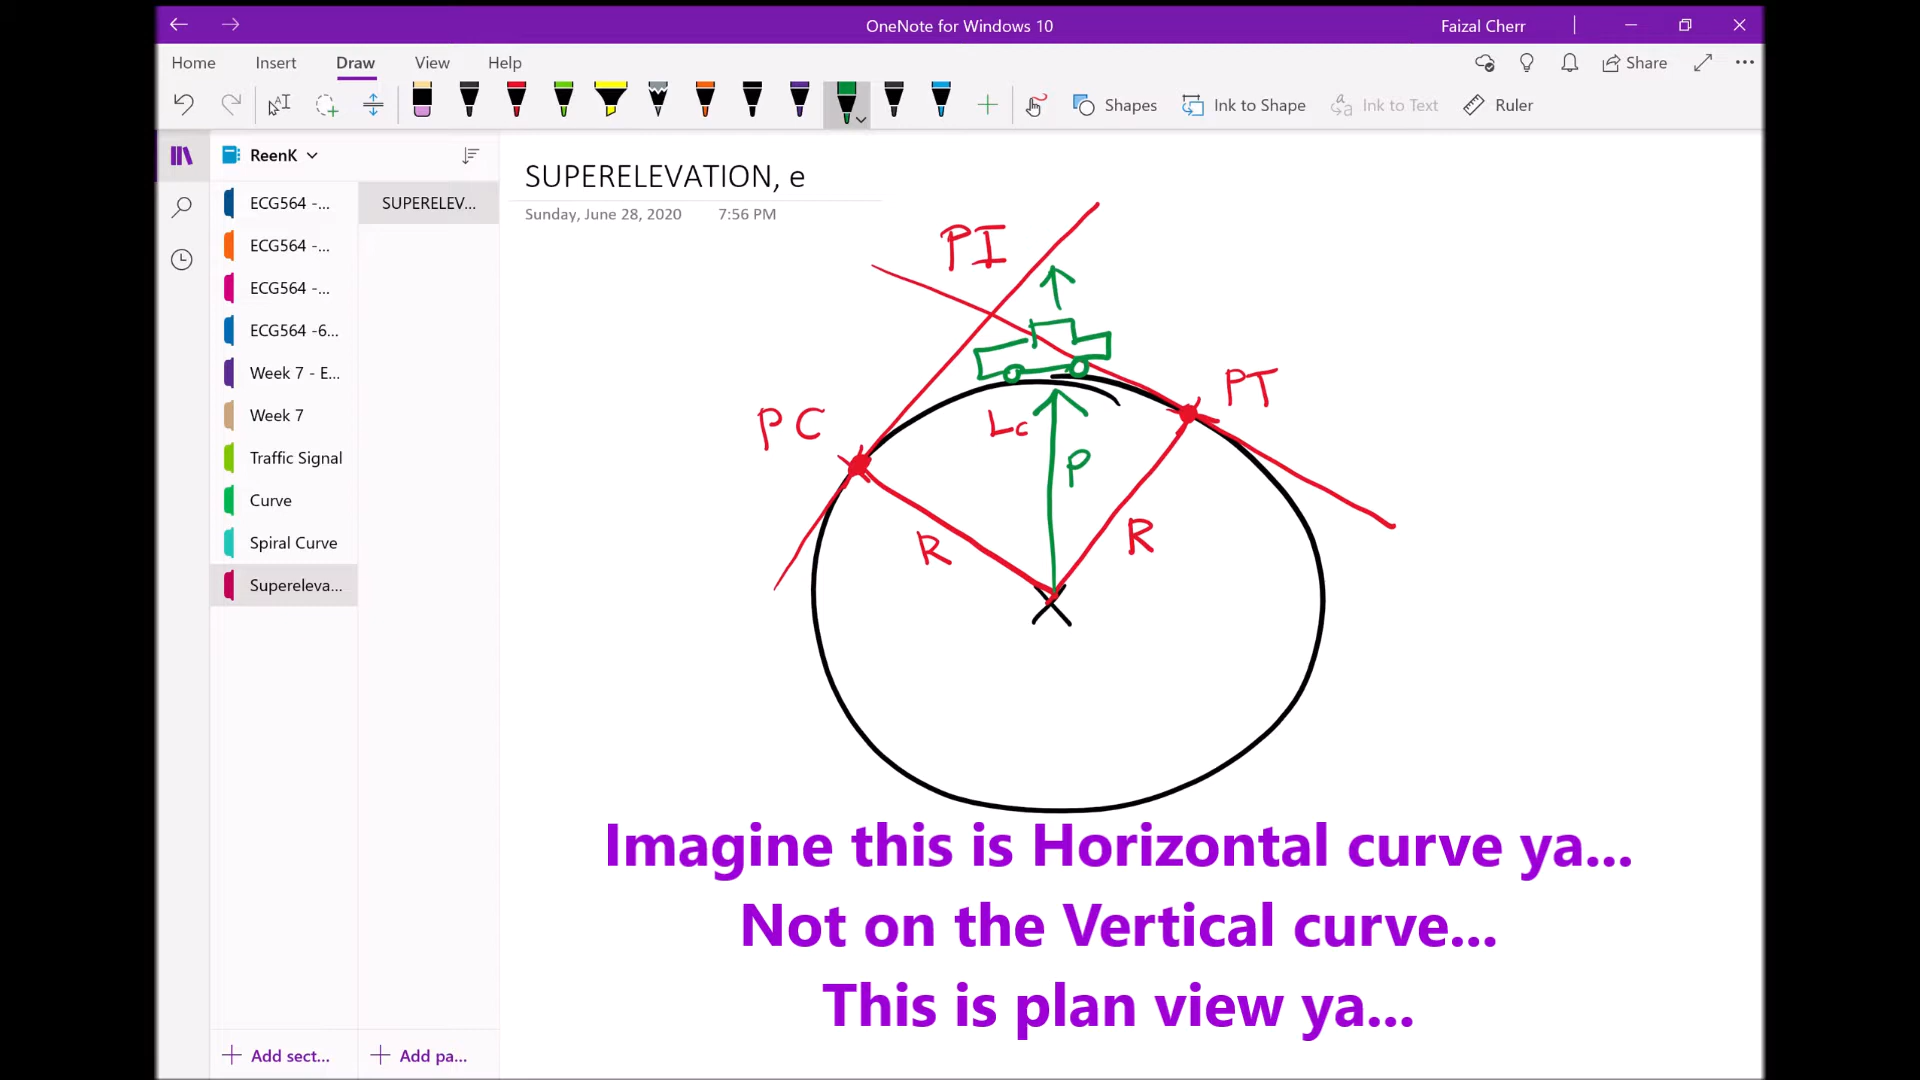 OneNote for Windows 10
Faizal Cherr
Home
Insert
Draw
View
Help
Share
Shapes
Ink to Shape
Ink to Text
Ruler
ReenK
ECG564 -...
ECG564 -...
ECG564 -...
ECG564 -6...
Week 7 - E...
Week 7
Traffic Signal
Curve
Spiral Curve
Supereleva...
Add sect...
SUPERELEV...
Add pa...
SUPERELEVATION, e
Sunday, June 28, 2020 7:56 PM
PI
PT
PC
Lc
P
R
R
Imagine this is Horizontal curve ya...
Not on the Vertical curve...
This is plan view ya...